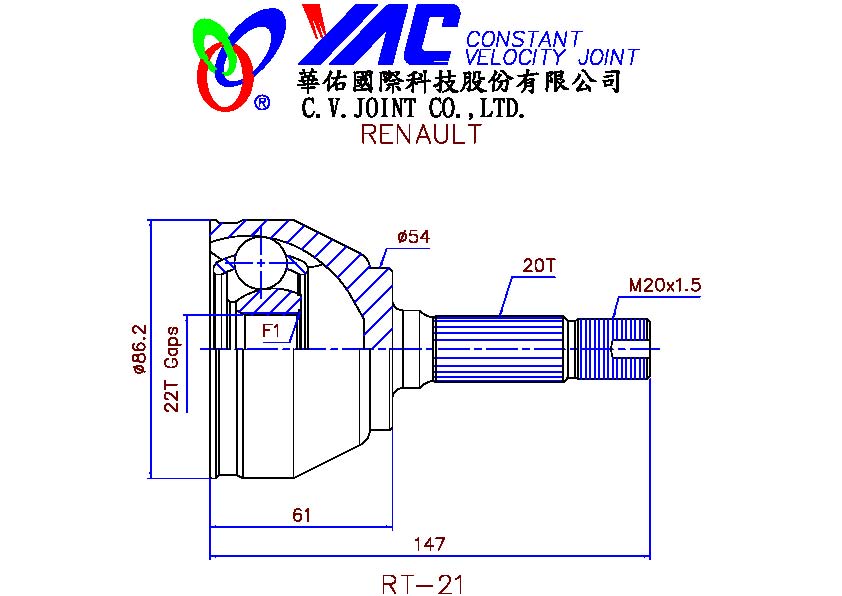 YAC CONSTANT
VELOCITY JOINT
華佑國際科技股份有限公司
®
C.V.JOINT CO.,LTD.
RENAULT
ø54
20T
M20x1.5
F1
ø86.2
22T Gaps
61
147
RT-21